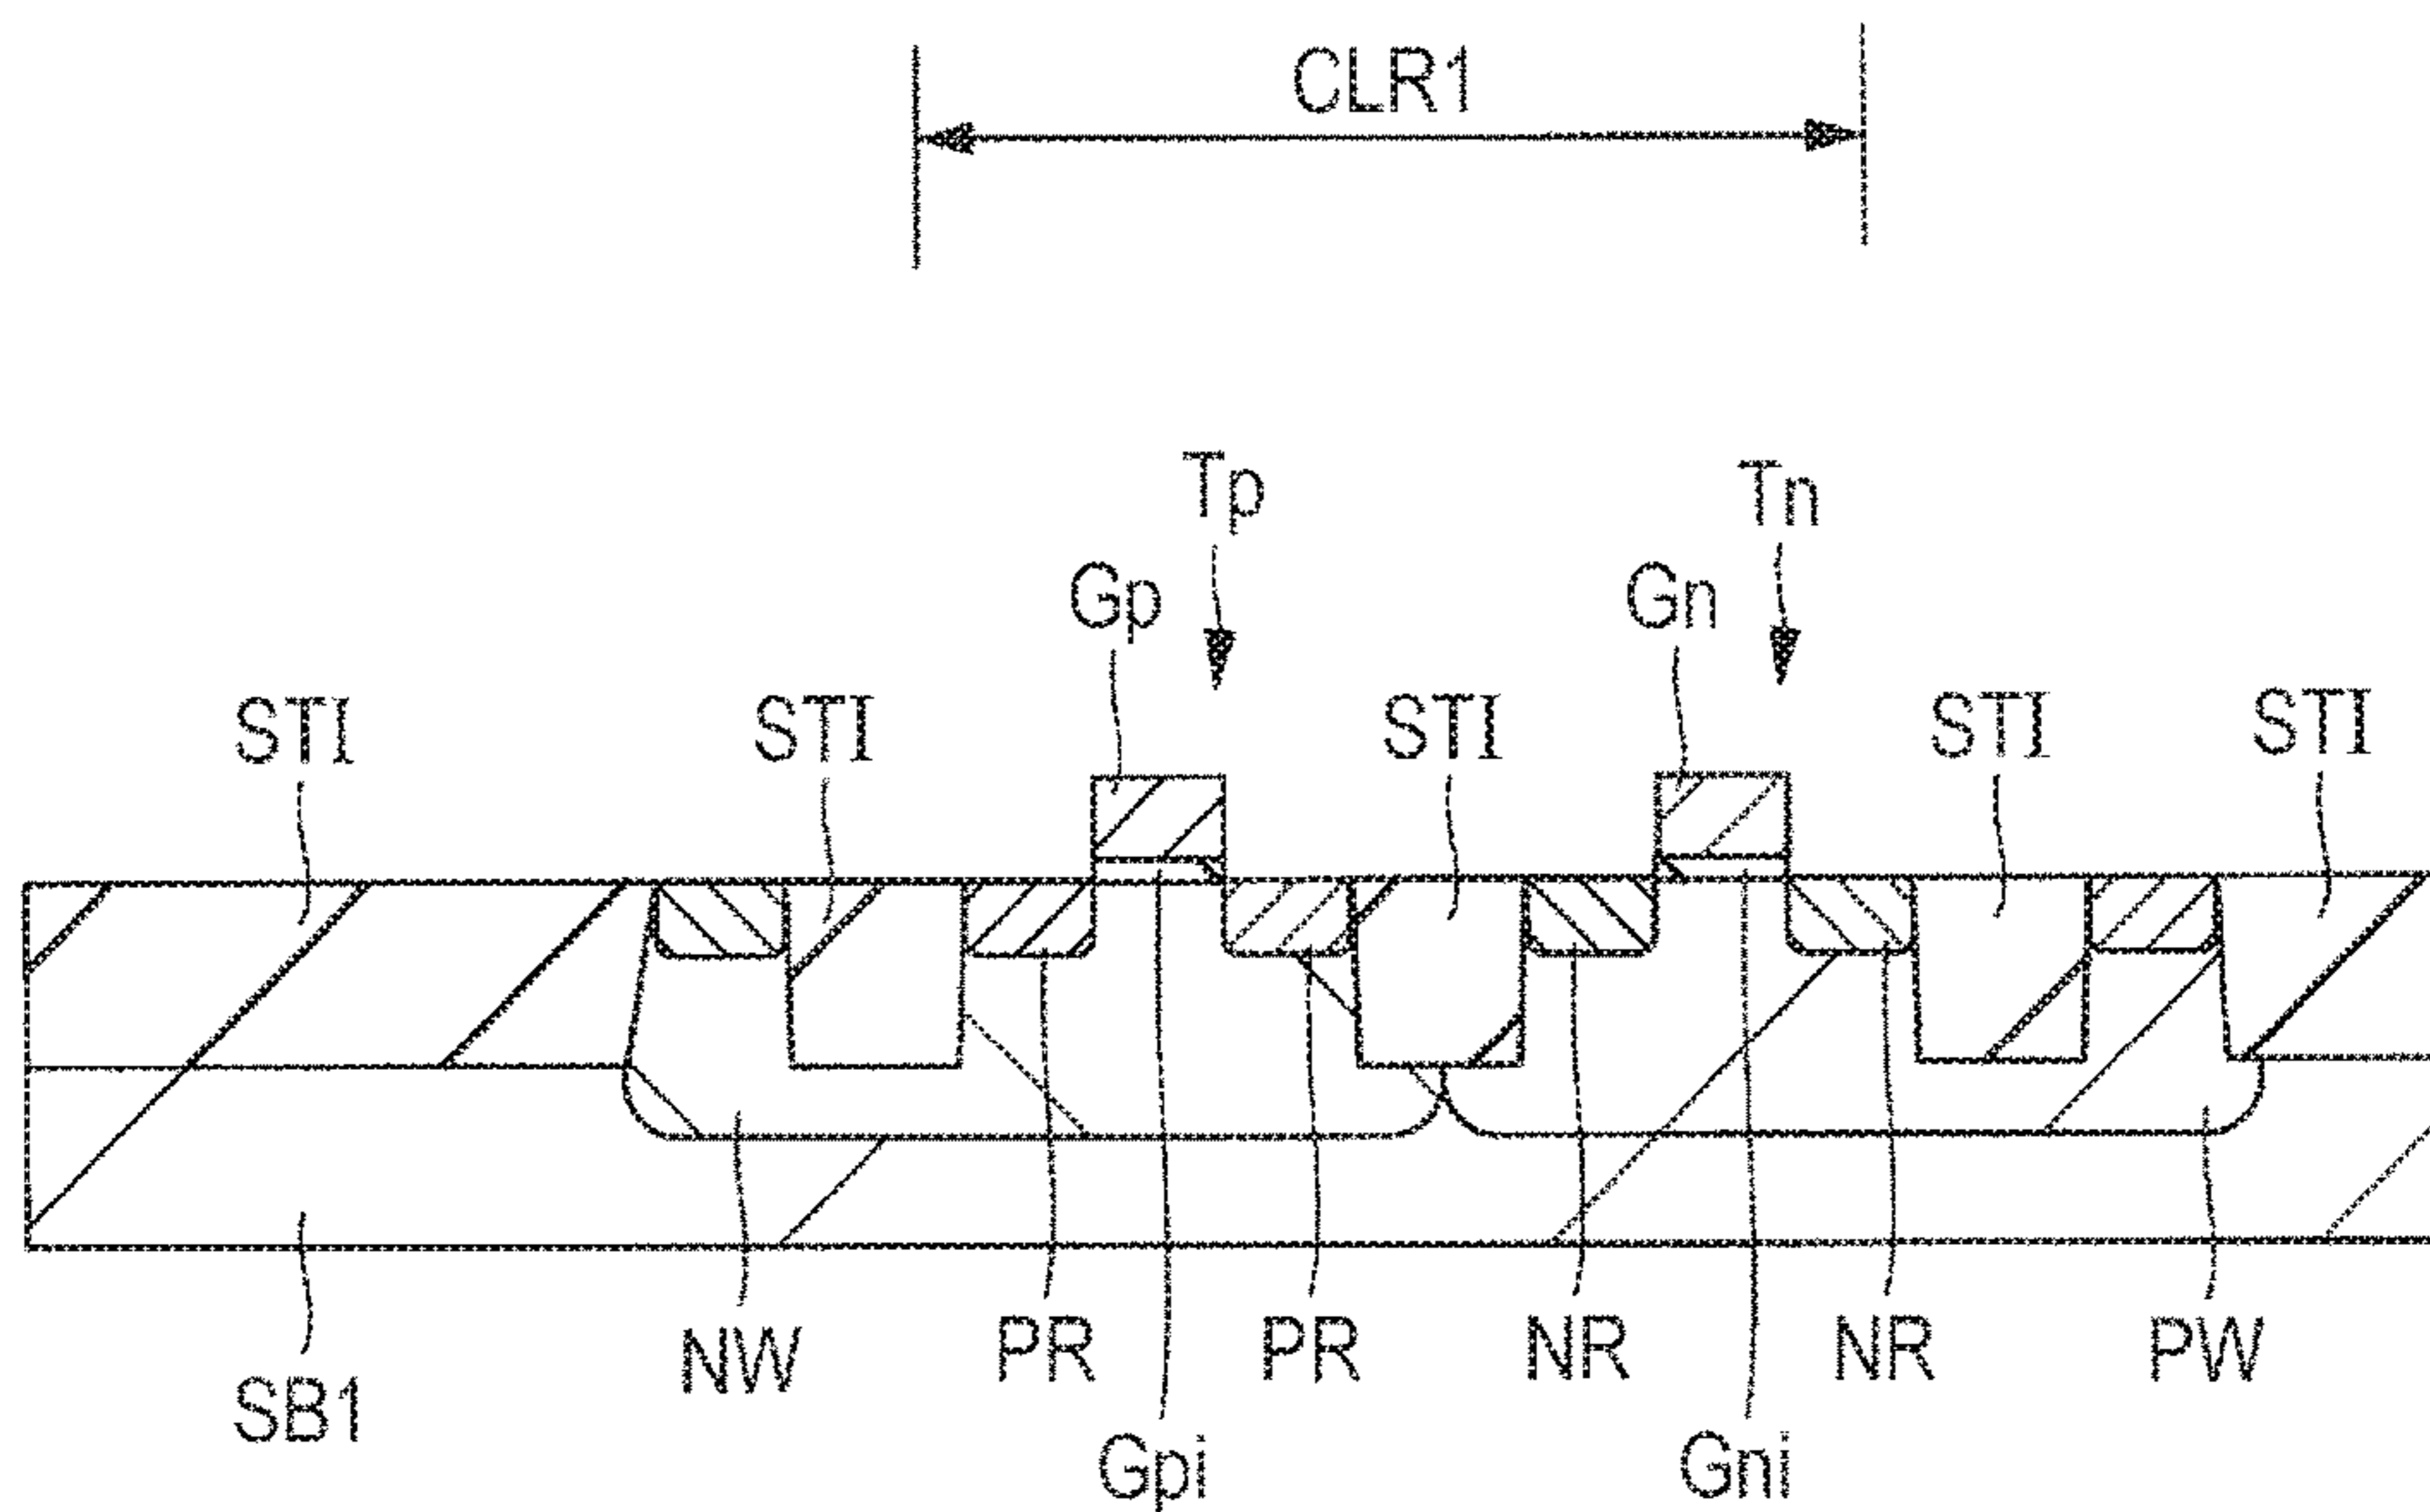 CLR1
Tp Tn
Gp Gn
STI STI STI STI STI
NW PR PR NR NR PW
SB1
Gpi Gni